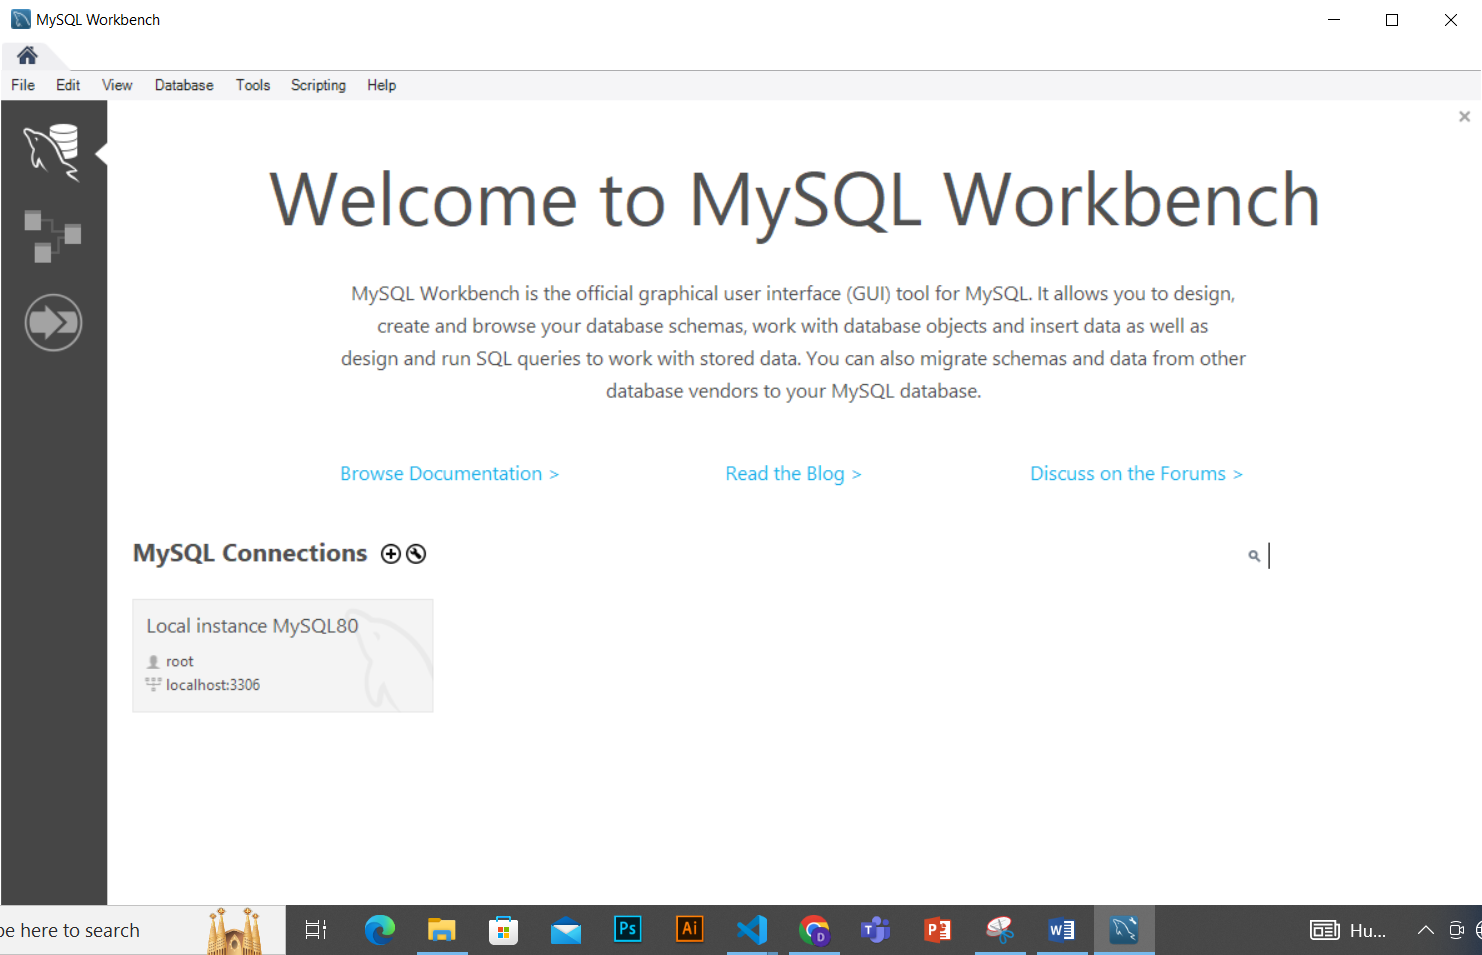 MySQL Workbench
File Edit View Database Tools Scripting Help
Welcome to MySQL Workbench
MySQL Workbench is the official graphical user interface (GUI) tool for MySQL. It allows you to design,
create and browse your database schemas, work with database objects and insert data as well as
design and run SQL queries to work with stored data. You can also migrate schemas and data from other
database vendors to your MySQL database.
Browse Documentation > Read the Blog > Discuss on the Forums >
MySQL Connections
Local instance MySQL80
root
localhost:3306
pe here to search Ps Ai D T P W Hu...